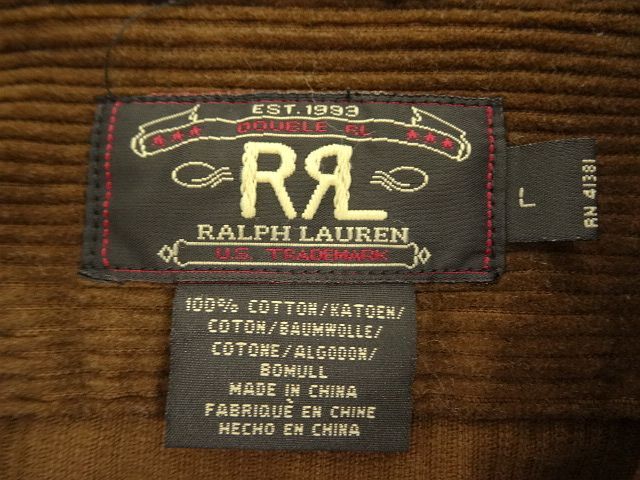 EST. 1993
DOUBLE RL
RRL
RALPH LAUREN
U.S. TRADEMARK
L
RN 41381
100% COTTON/KATOEN/
COTON/BAUMWOLLE/
COTONE/ALGODON/
BOMULL
MADE IN CHINA
FABRIQUÉ EN CHINE
HECHO EN CHINA